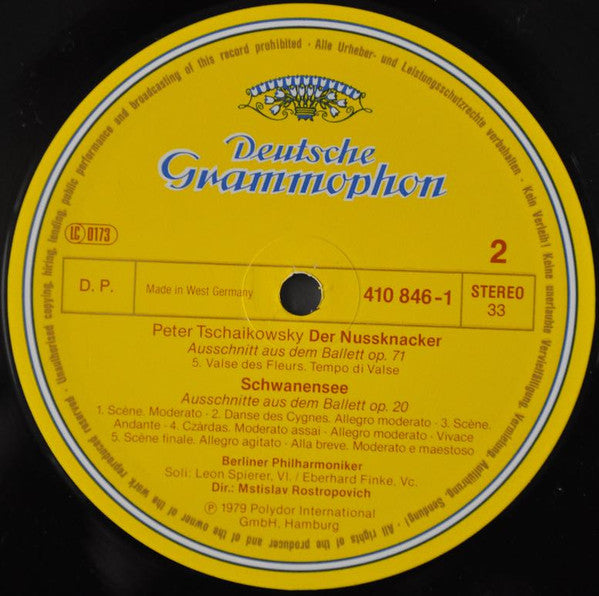 Deutsche
Grammophon
LC 0173
2
D. P.
Made in West Germany
410 846-1
STEREO
33
Peter Tschaikowsky Der Nussknacker
Ausschnitt aus dem Ballett op. 71
5. Valse des Fleurs. Tempo di Valse
Schwanensee
Ausschnitte aus dem Ballett op. 20
1. Scène. Moderato · 2. Danse des Cygnes. Allegro moderato · 3. Scène.
Andante · 4. Czárdas. Moderato assai · Allegro moderato · Vivace
5. Scène finale. Allegro agitato · Alla breve. Moderato e maestoso
Berliner Philharmoniker
Soli: Leon Spierer, Vl. / Eberhard Finke, Vc.
Dir.: Mstislav Rostropovich
Ⓟ 1979 Polydor International
GmbH, Hamburg
Alle Urheber- und Leistungsschutzrechte vorbehalten · Kein Verleih! Keine unerlaubte Vervielfältigung, Vermietung, Aufführung, Sendung! · All rights of the producer and of the owner of the work reproduced reserved · Unauthorised copying, hiring, lending, public performance and broadcasting of this record prohibited ·